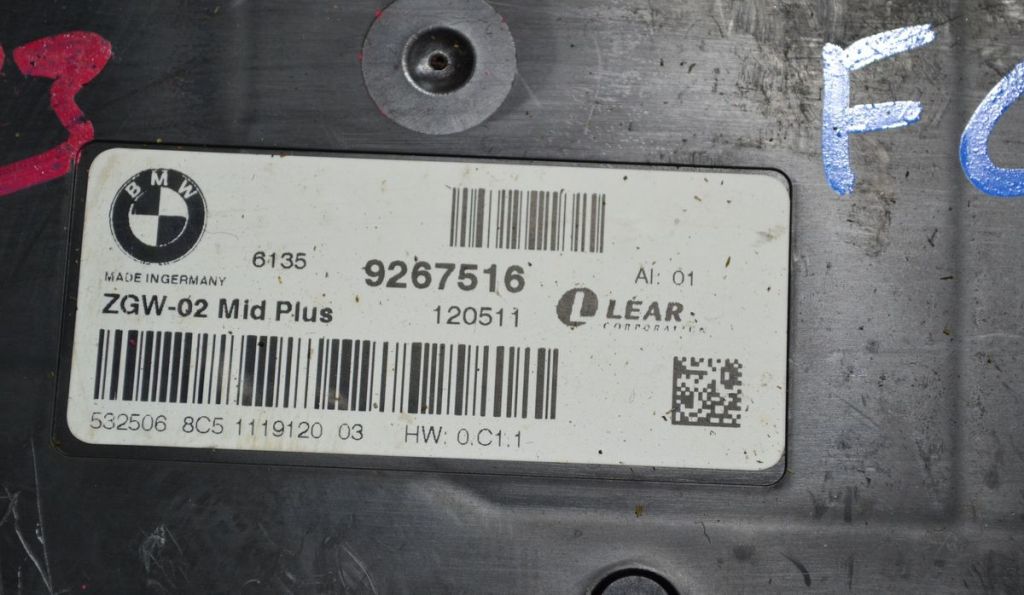 3
F
BMW
6135 9267516 AI: 01
MADE IN GERMANY
ZGW-02 Mid Plus 120511 LEAR
CORPORATION
532506 8C5 1119120 03 HW: 0.C1.1